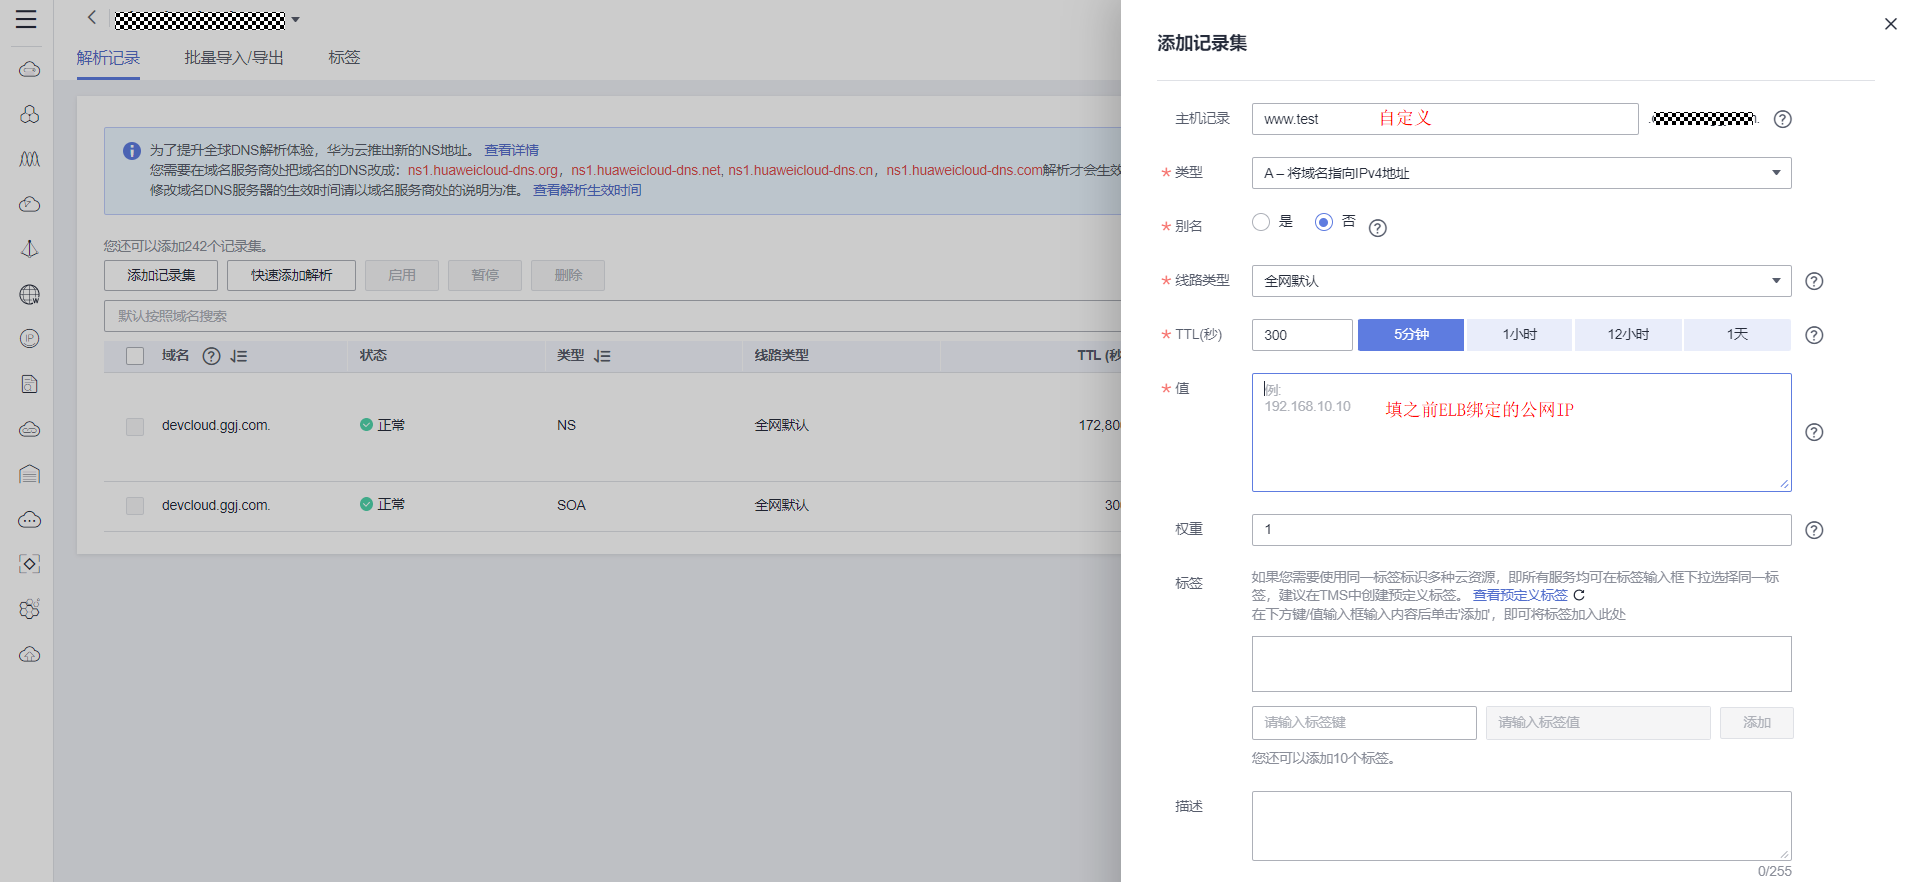 解析记录
批量导入/导出
标签
为了提升全球DNS解析体验，华为云推出新的NS地址。 查看详情
您需要在域名服务商处把域名的DNS改成：ns1.huaweicloud-dns.org，ns1.huaweicloud-dns.net, ns1.huaweicloud-dns.cn，ns1.huaweicloud-dns.com解析才会生效
修改域名DNS服务器的生效时间请以域名服务商处的说明为准。 查看解析生效时间
您还可以添加242个记录集。
添加记录集
快速添加解析
启用
暂停
删除
默认按照域名搜索
域名
状态
类型
线路类型
TTL (秒
devcloud.ggj.com.
正常
NS
全网默认
172,80
devcloud.ggj.com.
正常
SOA
全网默认
30
添加记录集
主机记录
www.test
自定义
* 类型
A – 将域名指向IPv4地址
* 别名
是
否
* 线路类型
全网默认
* TTL(秒)
300
5分钟
1小时
12小时
1天
* 值
例:
192.168.10.10
填之前ELB绑定的公网IP
权重
1
标签
如果您需要使用同一标签标识多种云资源，即所有服务均可在标签输入框下拉选择同一标
签，建议在TMS中创建预定义标签。 查看预定义标签
在下方键/值输入框输入内容后单击'添加'，即可将标签加入此处
请输入标签键
请输入标签值
添加
您还可以添加10个标签。
描述
0/255